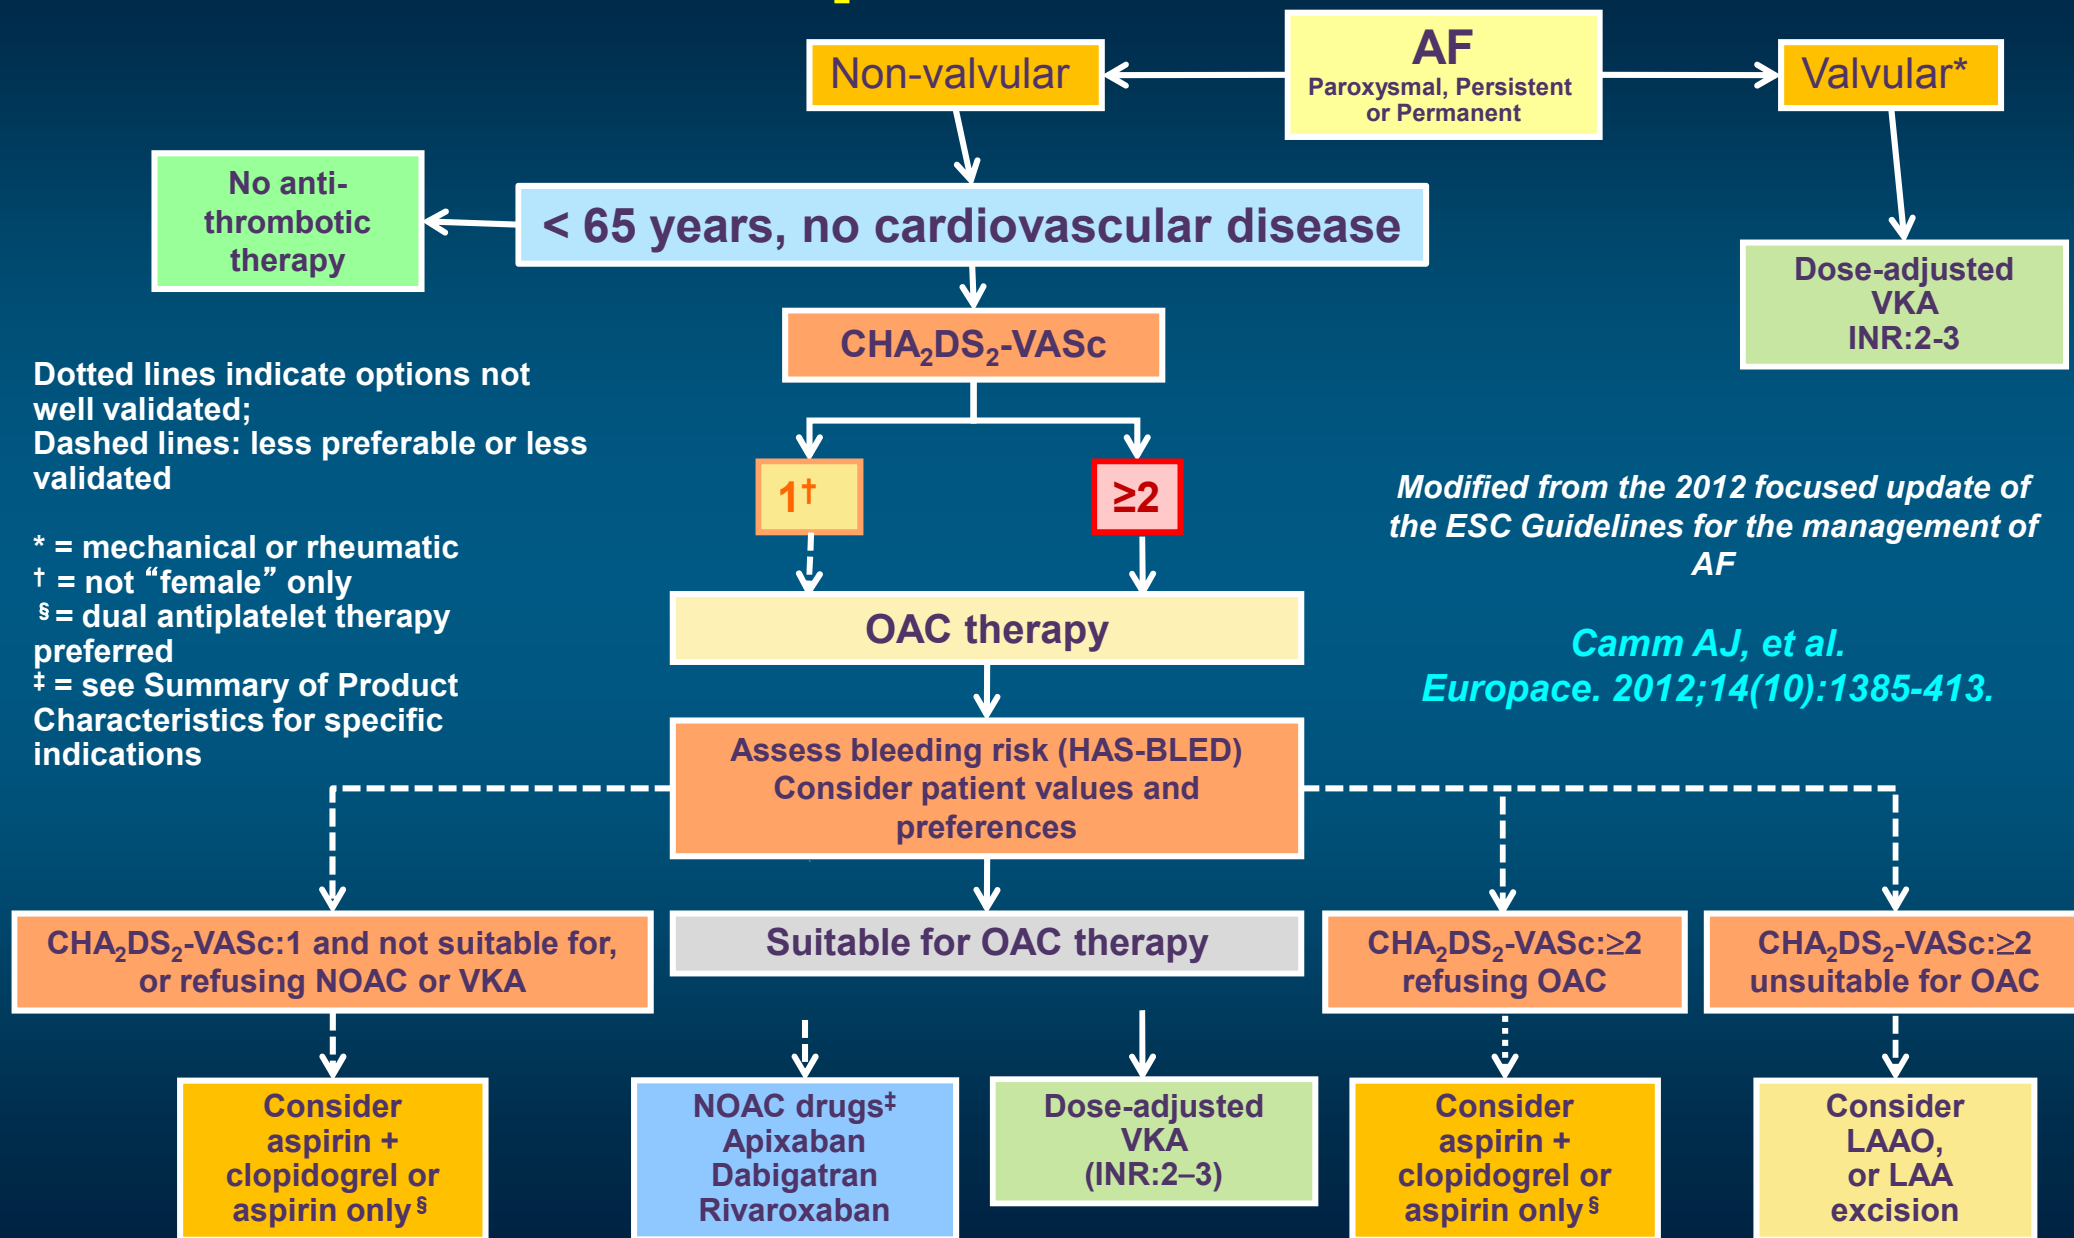 AF
Paroxysmal, Persistent
or Permanent
Non-valvular
Valvular*
No anti-
thrombotic
therapy
< 65 years, no cardiovascular disease
Dose-adjusted
VKA
INR:2-3
CHA₂DS₂-VASc
Dotted lines indicate options not
well validated;
Dashed lines: less preferable or less
validated
* = mechanical or rheumatic
† = not “female” only
§ = dual antiplatelet therapy
preferred
‡ = see Summary of Product
Characteristics for specific
indications
1†
≥2
Modified from the 2012 focused update of
the ESC Guidelines for the management of
AF
Camm AJ, et al.
Europace. 2012;14(10):1385-413.
OAC therapy
Assess bleeding risk (HAS-BLED)
Consider patient values and
preferences
CHA₂DS₂-VASc:1 and not suitable for,
or refusing NOAC or VKA
Suitable for OAC therapy
CHA₂DS₂-VASc:≥2
refusing OAC
CHA₂DS₂-VASc:≥2
unsuitable for OAC
Consider
aspirin +
clopidogrel or
aspirin only §
NOAC drugs‡
Apixaban
Dabigatran
Rivaroxaban
Dose-adjusted
VKA
(INR:2–3)
Consider
aspirin +
clopidogrel or
aspirin only §
Consider
LAAO,
or LAA
excision